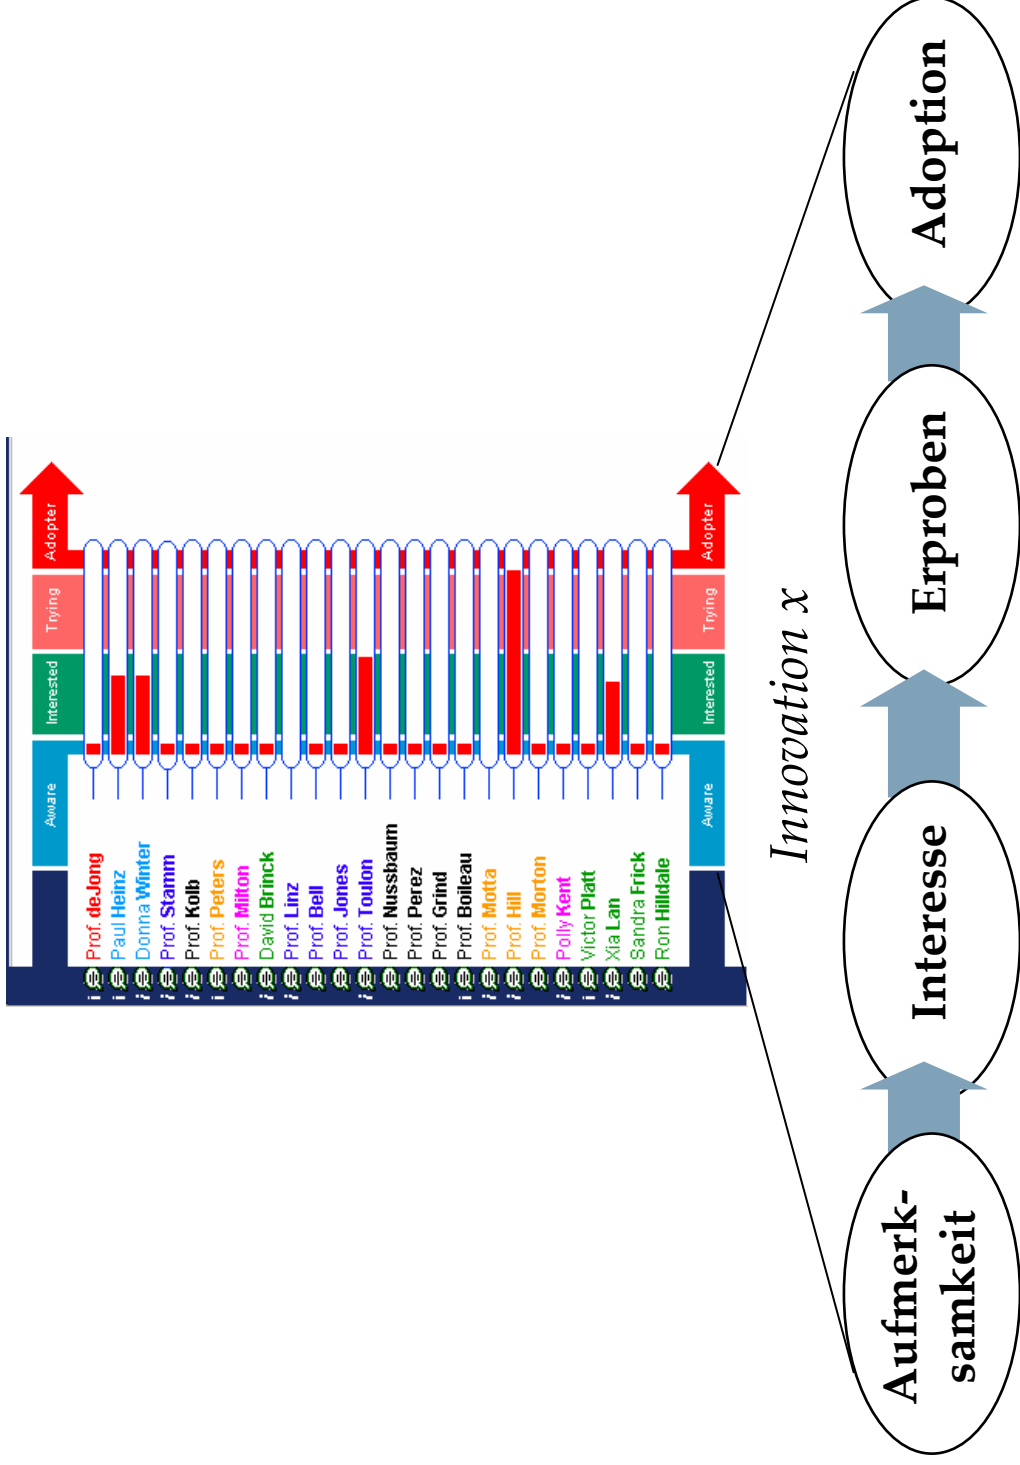 Aware Interested Trying Adopter
Prof. deJong
Paul Heinz
Donna Winter
Prof. Stamm
Prof. Kolb
Prof. Peters
Prof. Milton
David Brinck
Prof. Linz
Prof. Bell
Prof. Jones
Prof. Toulon
Prof. Nussbaum
Prof. Perez
Prof. Grind
Prof. Boileau
Prof. Motta
Prof. Hill
Prof. Morton
Polly Kent
Victor Platt
Xia Lan
Sandra Frick
Ron Hilldale
Aware Interested Trying Adopter
Innovation x
Aufmerk-
samkeit
Interesse
Erproben
Adoption